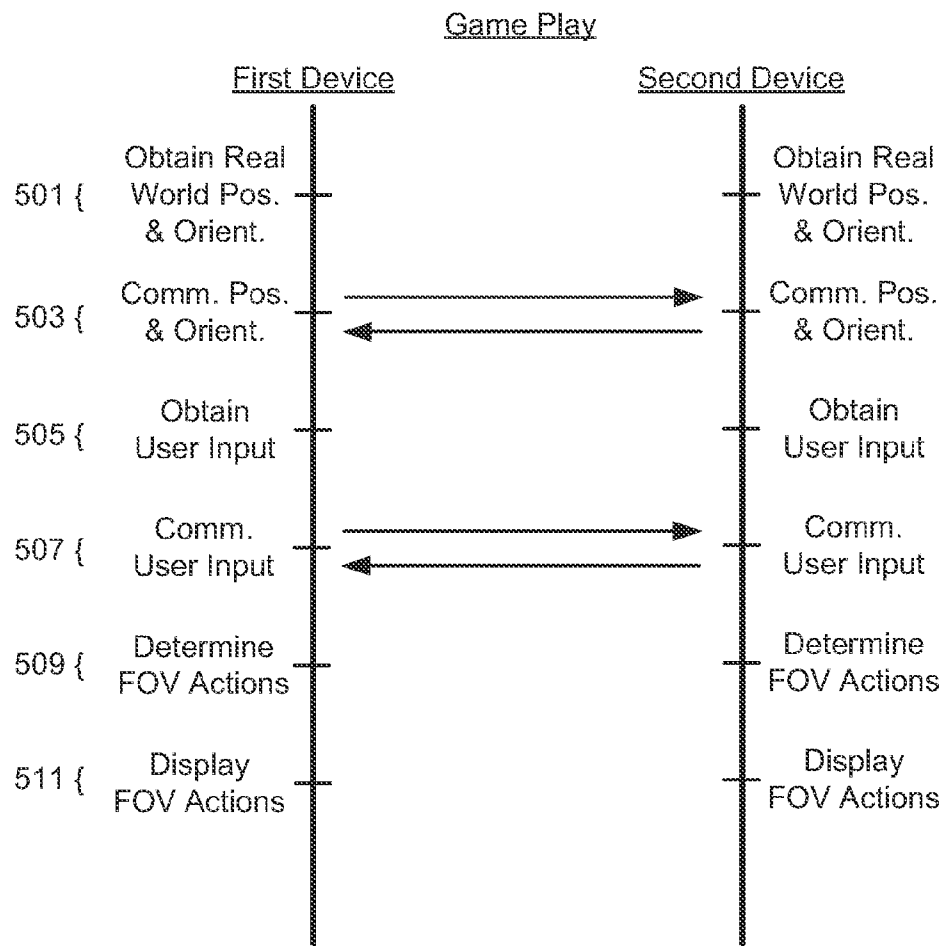 Game Play
First Device
Second Device
501 {
Obtain Real
World Pos.
& Orient.
Obtain Real
World Pos.
& Orient.
503 {
Comm. Pos.
& Orient.
Comm. Pos.
& Orient.
505 {
Obtain
User Input
Obtain
User Input
507 {
Comm.
User Input
Comm.
User Input
509 {
Determine
FOV Actions
Determine
FOV Actions
511 {
Display
FOV Actions
Display
FOV Actions